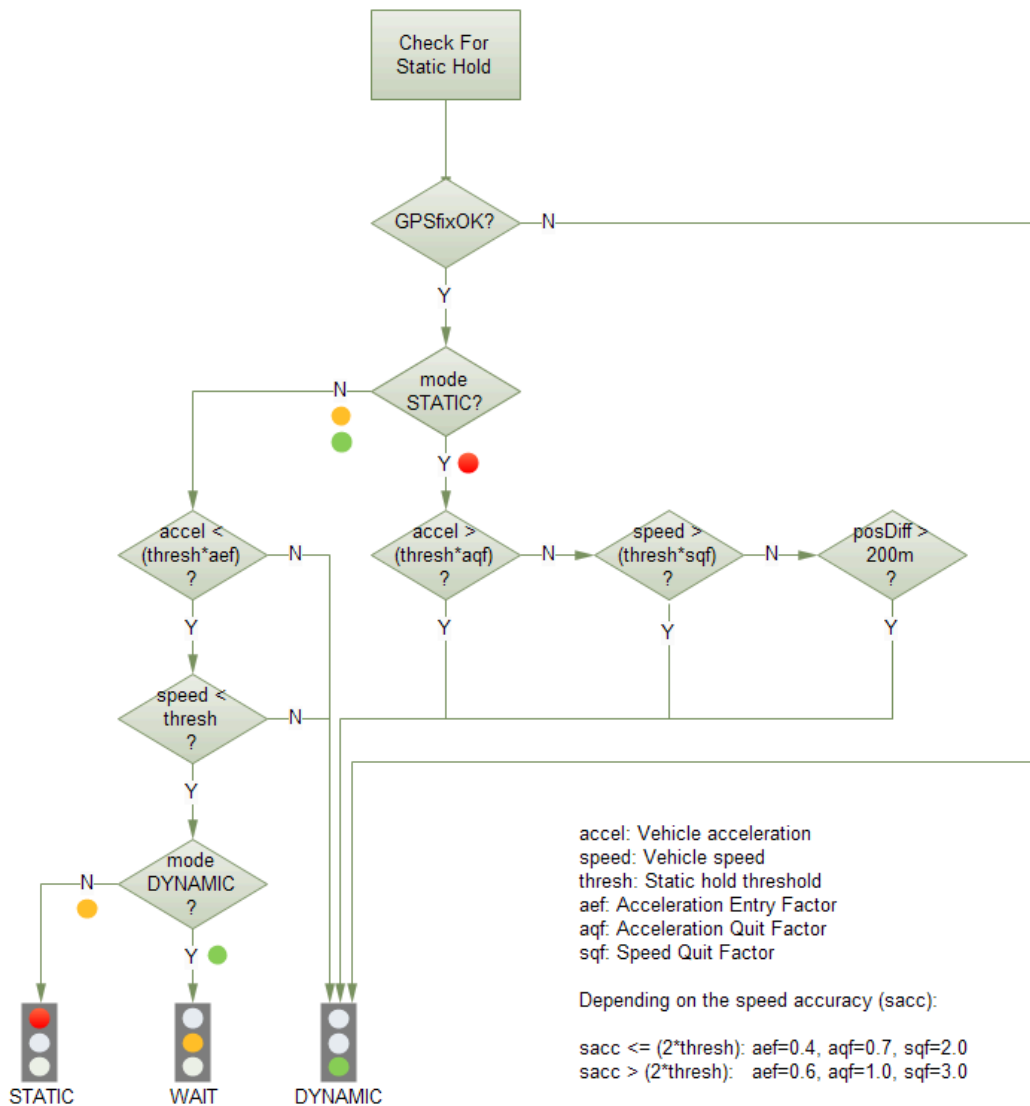 Check For
Static Hold
GPSfixOK?
N
Y
mode
STATIC?
N
Y
accel <
(thresh*aef)
?
N
accel >
(thresh*aqf)
?
N
speed >
(thresh*sqf)
?
N
posDiff >
200m
?
Y
Y
Y
Y
speed <
thresh
?
N
Y
mode
DYNAMIC
?
N
Y
accel: Vehicle acceleration
speed: Vehicle speed
thresh: Static hold threshold
aef: Acceleration Entry Factor
aqf: Acceleration Quit Factor
sqf: Speed Quit Factor
Depending on the speed accuracy (sacc):
sacc <= (2*thresh): aef=0.4, aqf=0.7, sqf=2.0
sacc > (2*thresh): aef=0.6, aqf=1.0, sqf=3.0
STATIC
WAIT
DYNAMIC